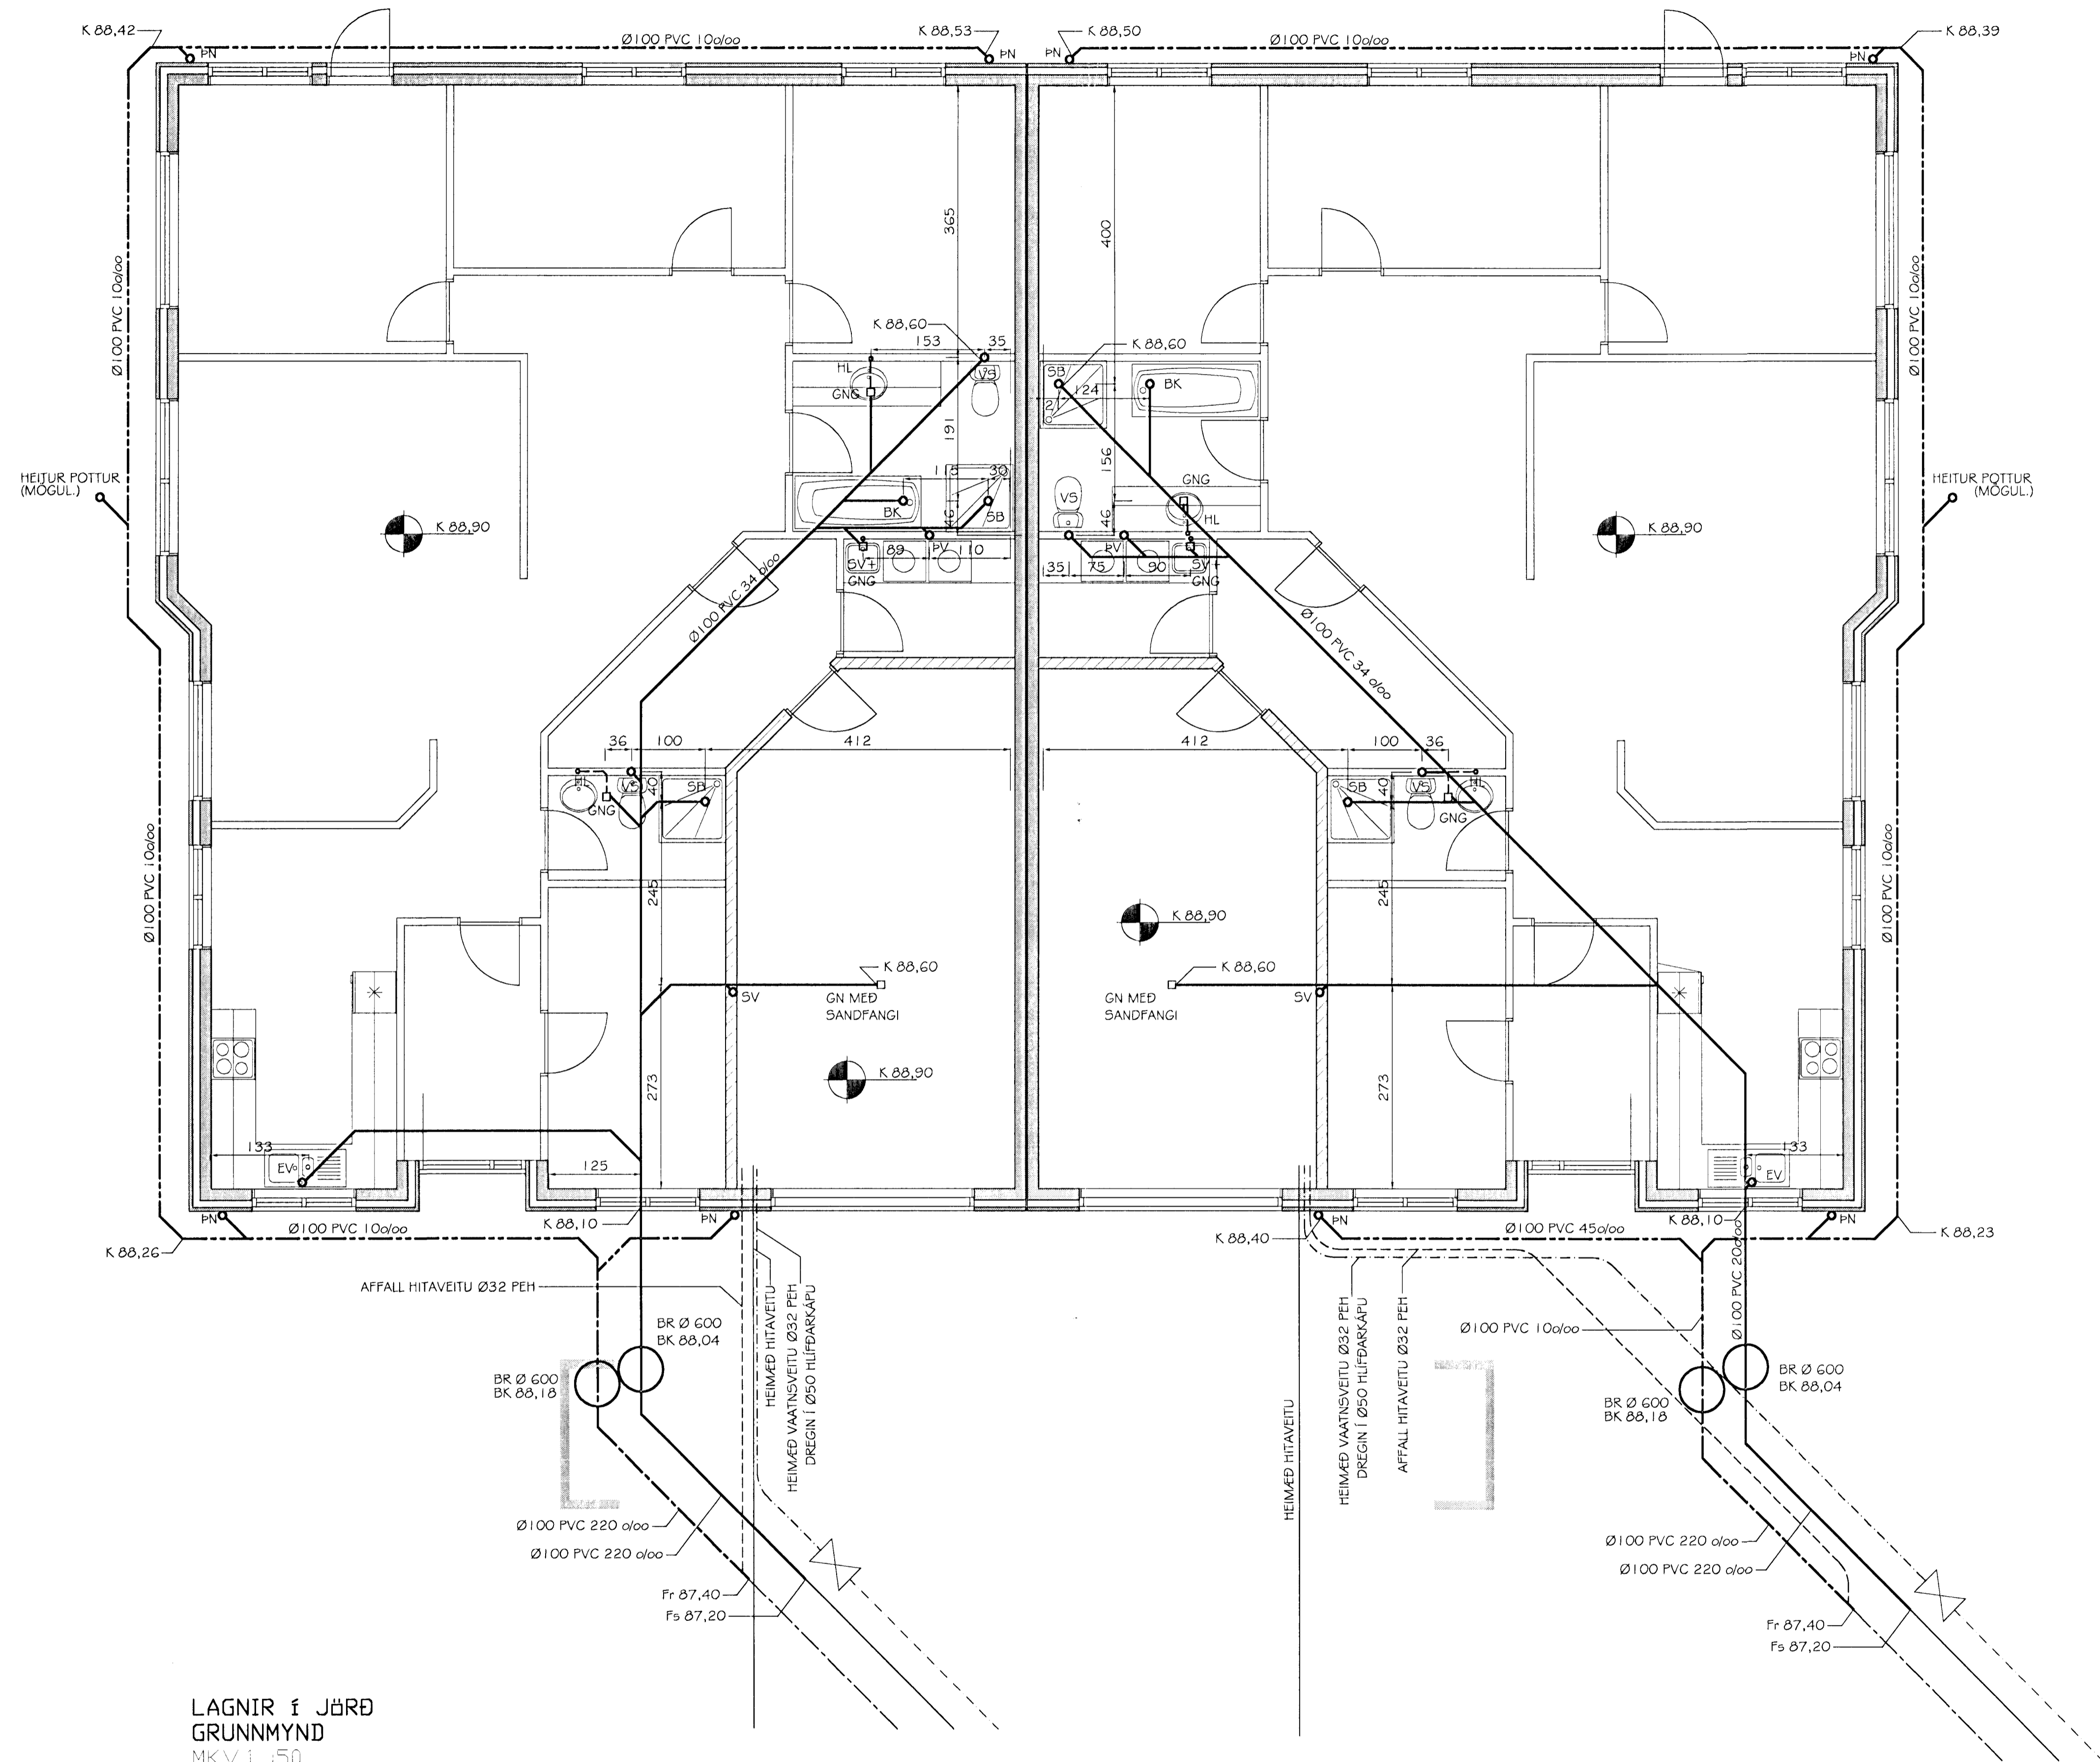 K 88,42
ÞN
Ø100 PVC 10o/oo
K 88,53
ÞN
ÞN
K 88,50
Ø100 PVC 10o/oo
ÞN
K 88,39
365
400
Ø100 PVC 10o/oo
Ø100 PVC 10o/oo
K 88,60
153
35
HL
GNG
VS
191
115
30
BK
SB
46
K 88,60
SB
124
BK
156
GNG
VS
HL
46
HEITUR POTTUR
(MÖGUL.)
HEITUR POTTUR
(MÖGUL.)
K 88,90
K 88,90
89
ÞV
110
SV+
GNG
ÞV
35
75
90
SV+
GNG
Ø100 PVC 34 o/oo
Ø100 PVC 34 o/oo
36
100
412
412
100
36
HL
VS
40
SB
GNG
SB
40
VS
HL
GNG
Ø100 PVC 10o/oo
Ø100 PVC 10o/oo
245
245
K 88,90
K 88,60
SV
GN MEÐ
SANDFANGI
K 88,60
GN MEÐ
SANDFANGI
SV
K 88,90
273
273
133
EV
125
133
EV
ÞN
Ø100 PVC 10o/oo
K 88,10
ÞN
K 88,26
K 88,40
ÞN
Ø100 PVC 45o/oo
K 88,10
ÞN
K 88,23
AFFALL HITAVEITU Ø32 PEH
HEIMÆÐ HITAVEITU
HEIMÆÐ VAATNSVEITU Ø32 PEH
DREGIN Í Ø50 HLÍFÐARKÁPU
HEIMÆÐ HITAVEITU
HEIMÆÐ VAATNSVEITU Ø32 PEH
DREGIN Í Ø50 HLÍFÐARKÁPU
AFFALL HITAVEITU Ø32 PEH
Ø100 PVC 10o/oo
Ø100 PVC 20o/oo
BR Ø 600
BK 88,04
BR Ø 600
BK 88,18
BR Ø 600
BK 88,04
BR Ø 600
BK 88,18
Ø100 PVC 220 o/oo
Ø100 PVC 220 o/oo
Fr 87,40
Fs 87,20
Ø100 PVC 220 o/oo
Ø100 PVC 220 o/oo
Fr 87,40
Fs 87,20
LAGNIR Í JÖRÐ
GRUNNMYND
MKV 1 :50